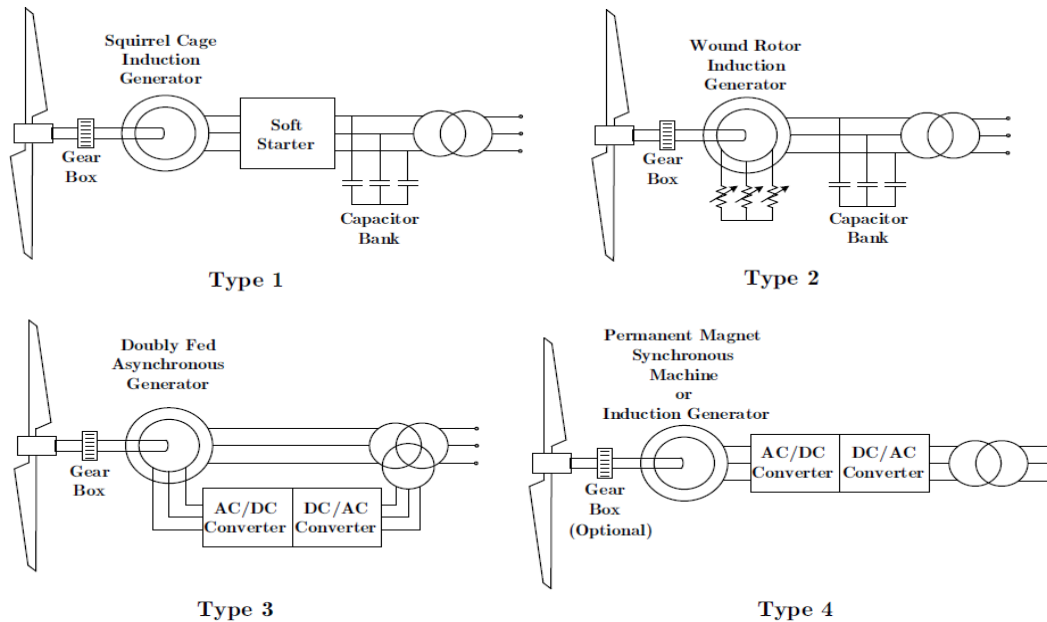 Squirrel Cage
Induction
Generator
Soft
Starter
Gear
Box
Capacitor
Bank
Type 1
Wound Rotor
Induction
Generator
Gear
Box
Capacitor
Bank
Type 2
Doubly Fed
Asynchronous
Generator
Gear
Box
AC/DC
Converter
DC/AC
Converter
Type 3
Permanent Magnet
Synchronous
Machine
or
Induction Generator
AC/DC
Converter
DC/AC
Converter
Gear
Box
(Optional)
Type 4